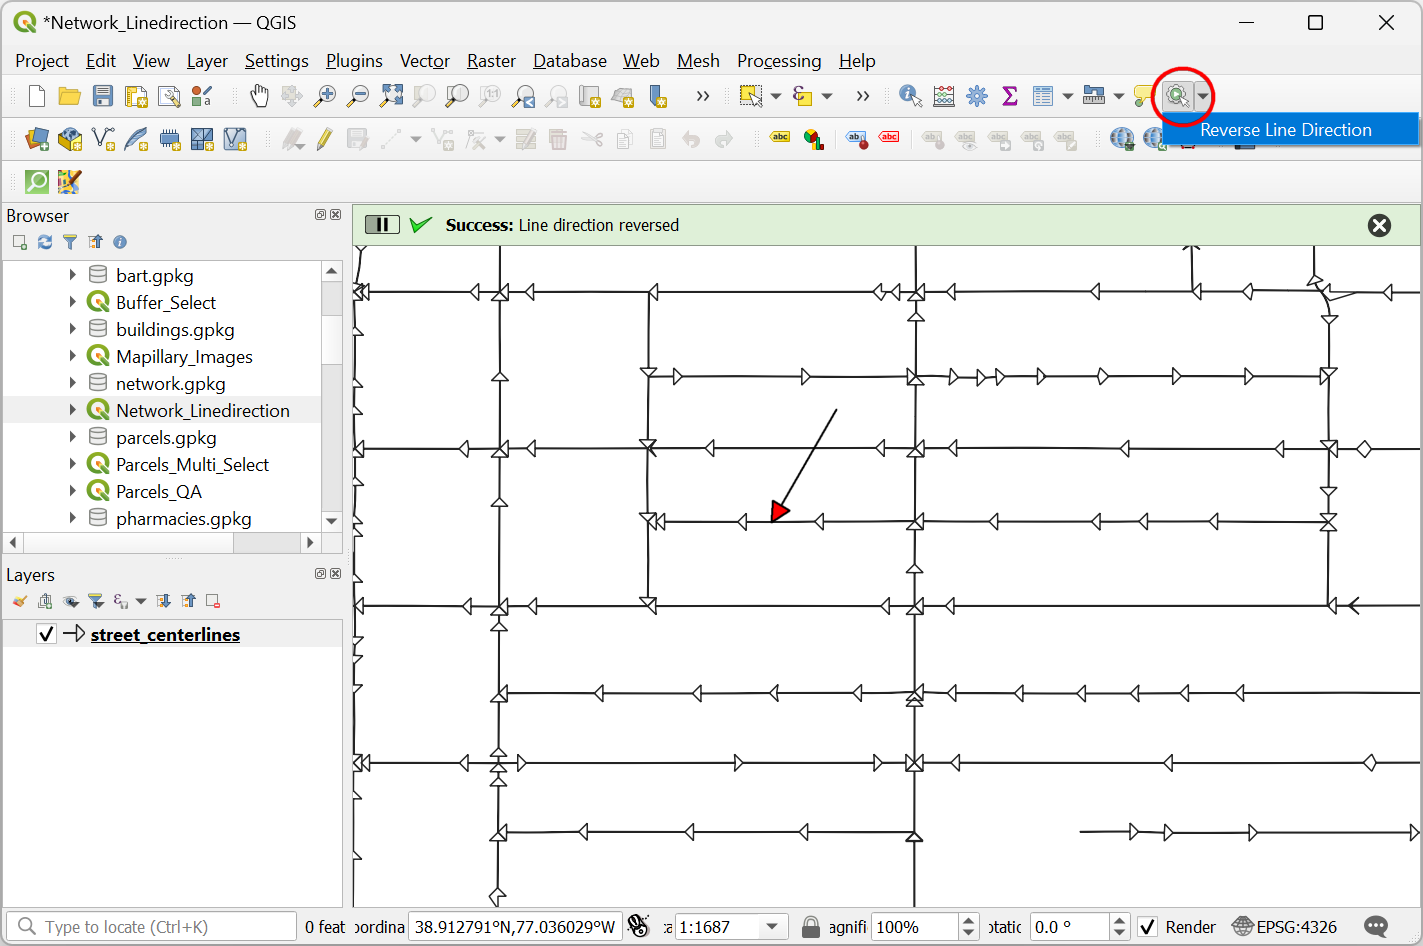 *Network_Linedirection — QGIS
Project Edit View Layer Settings Plugins Vector Raster Database Web Mesh Processing Help
Reverse Line Direction
Browser
Success: Line direction reversed
bart.gpkg
Buffer_Select
buildings.gpkg
Mapillary_Images
network.gpkg
Network_Linedirection
parcels.gpkg
Parcels_Multi_Select
Parcels_QA
pharmacies.gpkg
Layers
street_centerlines
Type to locate (Ctrl+K) 0 feat oordina 38.912791°N,77.036029°W 1:1687 agnifi 100% otatic 0.0 ° Render EPSG:4326